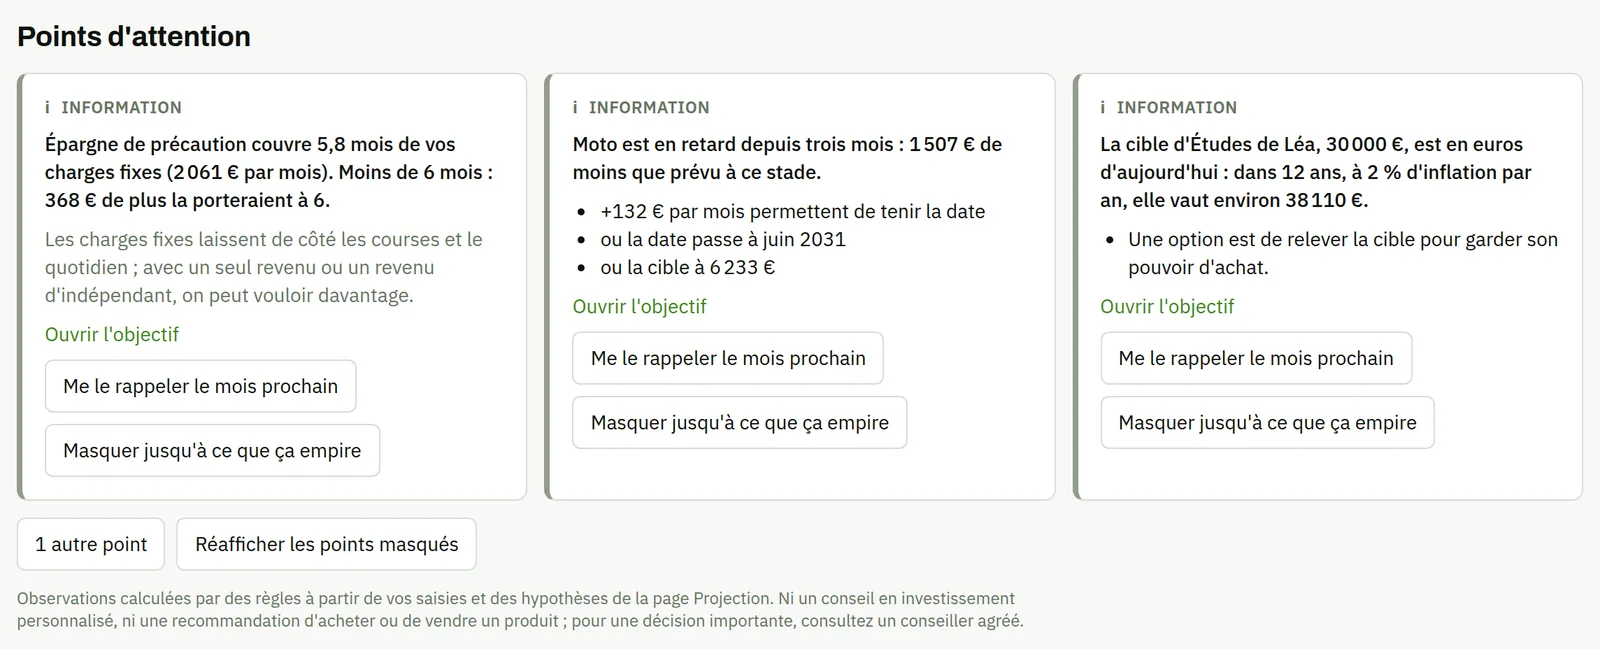 Points d'attention
i INFORMATION
Épargne de précaution couvre 5,8 mois de vos
charges fixes (2 061 € par mois). Moins de 6 mois :
368 € de plus la porteraient à 6.
Les charges fixes laissent de côté les courses et le
quotidien ; avec un seul revenu ou un revenu
d'indépendant, on peut vouloir davantage.
Ouvrir l'objectif
Me le rappeler le mois prochain
Masquer jusqu'à ce que ça empire
i INFORMATION
Moto est en retard depuis trois mois : 1 507 € de
moins que prévu à ce stade.
• +132 € par mois permettent de tenir la date
• ou la date passe à juin 2031
• ou la cible à 6 233 €
Ouvrir l'objectif
Me le rappeler le mois prochain
Masquer jusqu'à ce que ça empire
i INFORMATION
La cible d'Études de Léa, 30 000 €, est en euros
d'aujourd'hui : dans 12 ans, à 2 % d'inflation par
an, elle vaut environ 38 110 €.
• Une option est de relever la cible pour garder son
pouvoir d'achat.
Ouvrir l'objectif
Me le rappeler le mois prochain
Masquer jusqu'à ce que ça empire
1 autre point
Réafficher les points masqués
Observations calculées par des règles à partir de vos saisies et des hypothèses de la page Projection. Ni un conseil en investissement
personnalisé, ni une recommandation d'acheter ou de vendre un produit ; pour une décision importante, consultez un conseiller agréé.